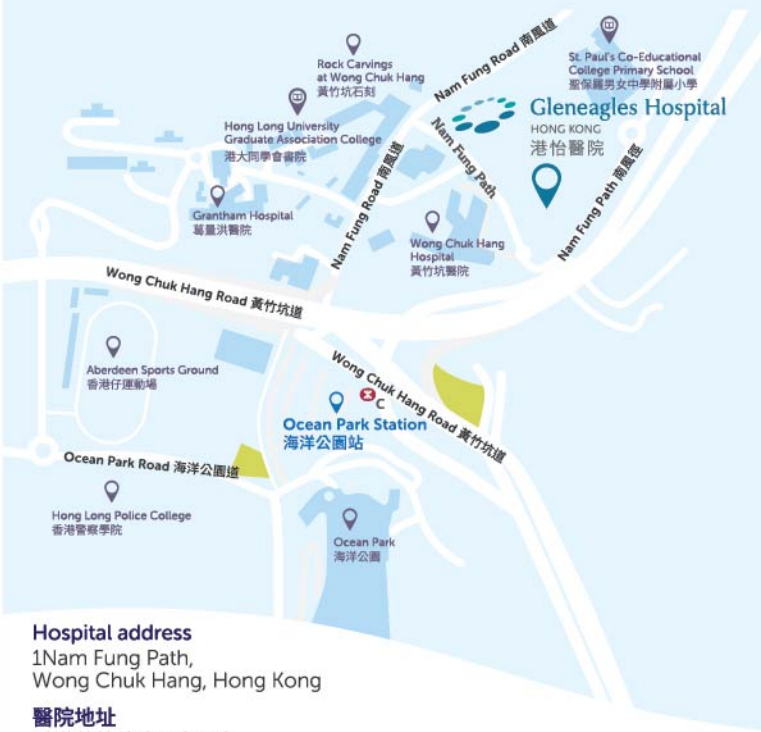 Nam Fung Road 南風道
Rock Carvings
at Wong Chuk Hang
黃竹坑石刻
St. Paul's Co-Educational
College Primary School
聖保羅男女中學附屬小學
Gleneagles Hospital
HONG KONG
港怡醫院
Hong Long University
Graduate Association College
港大同學會書院
Nam Fung Path
Nam Fung Road 南風道
Nam Fung Path 南風徑
Grantham Hospital
葛量洪醫院
Wong Chuk Hang
Hospital
黃竹坑醫院
Wong Chuk Hang Road 黃竹坑道
Aberdeen Sports Ground
香港仔運動場
Wong Chuk Hang Road 黃竹坑道
C
Ocean Park Station
海洋公園站
Ocean Park Road 海洋公園道
Hong Long Police College
香港警察學院
Ocean Park
海洋公園
Hospital address
1Nam Fung Path,
Wong Chuk Hang, Hong Kong
醫院地址